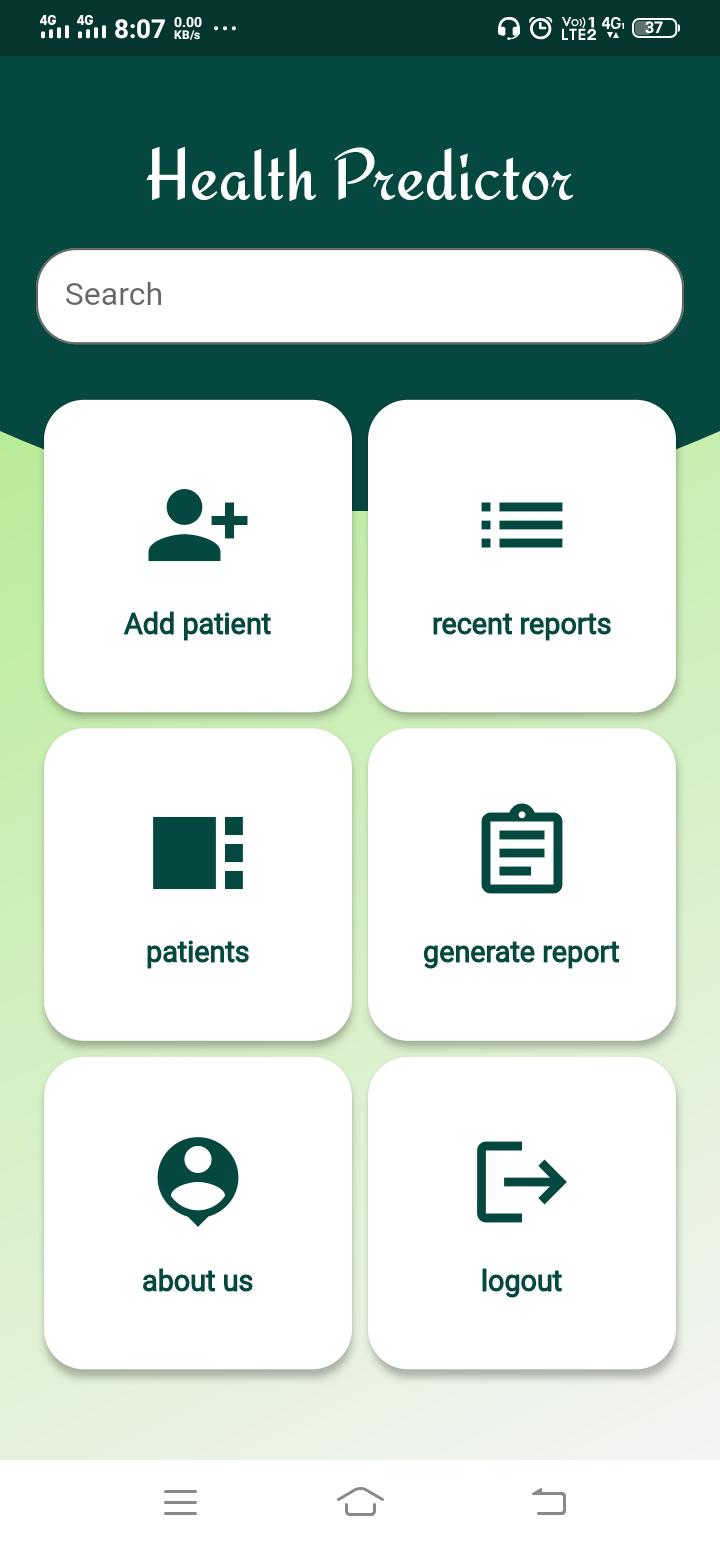 4G 4G 8:07 0.00 KB/s ... Vo)) 1 LTE2 4G 37
Health Predictor
Search
Add patient
recent reports
patients
generate report
about us
logout